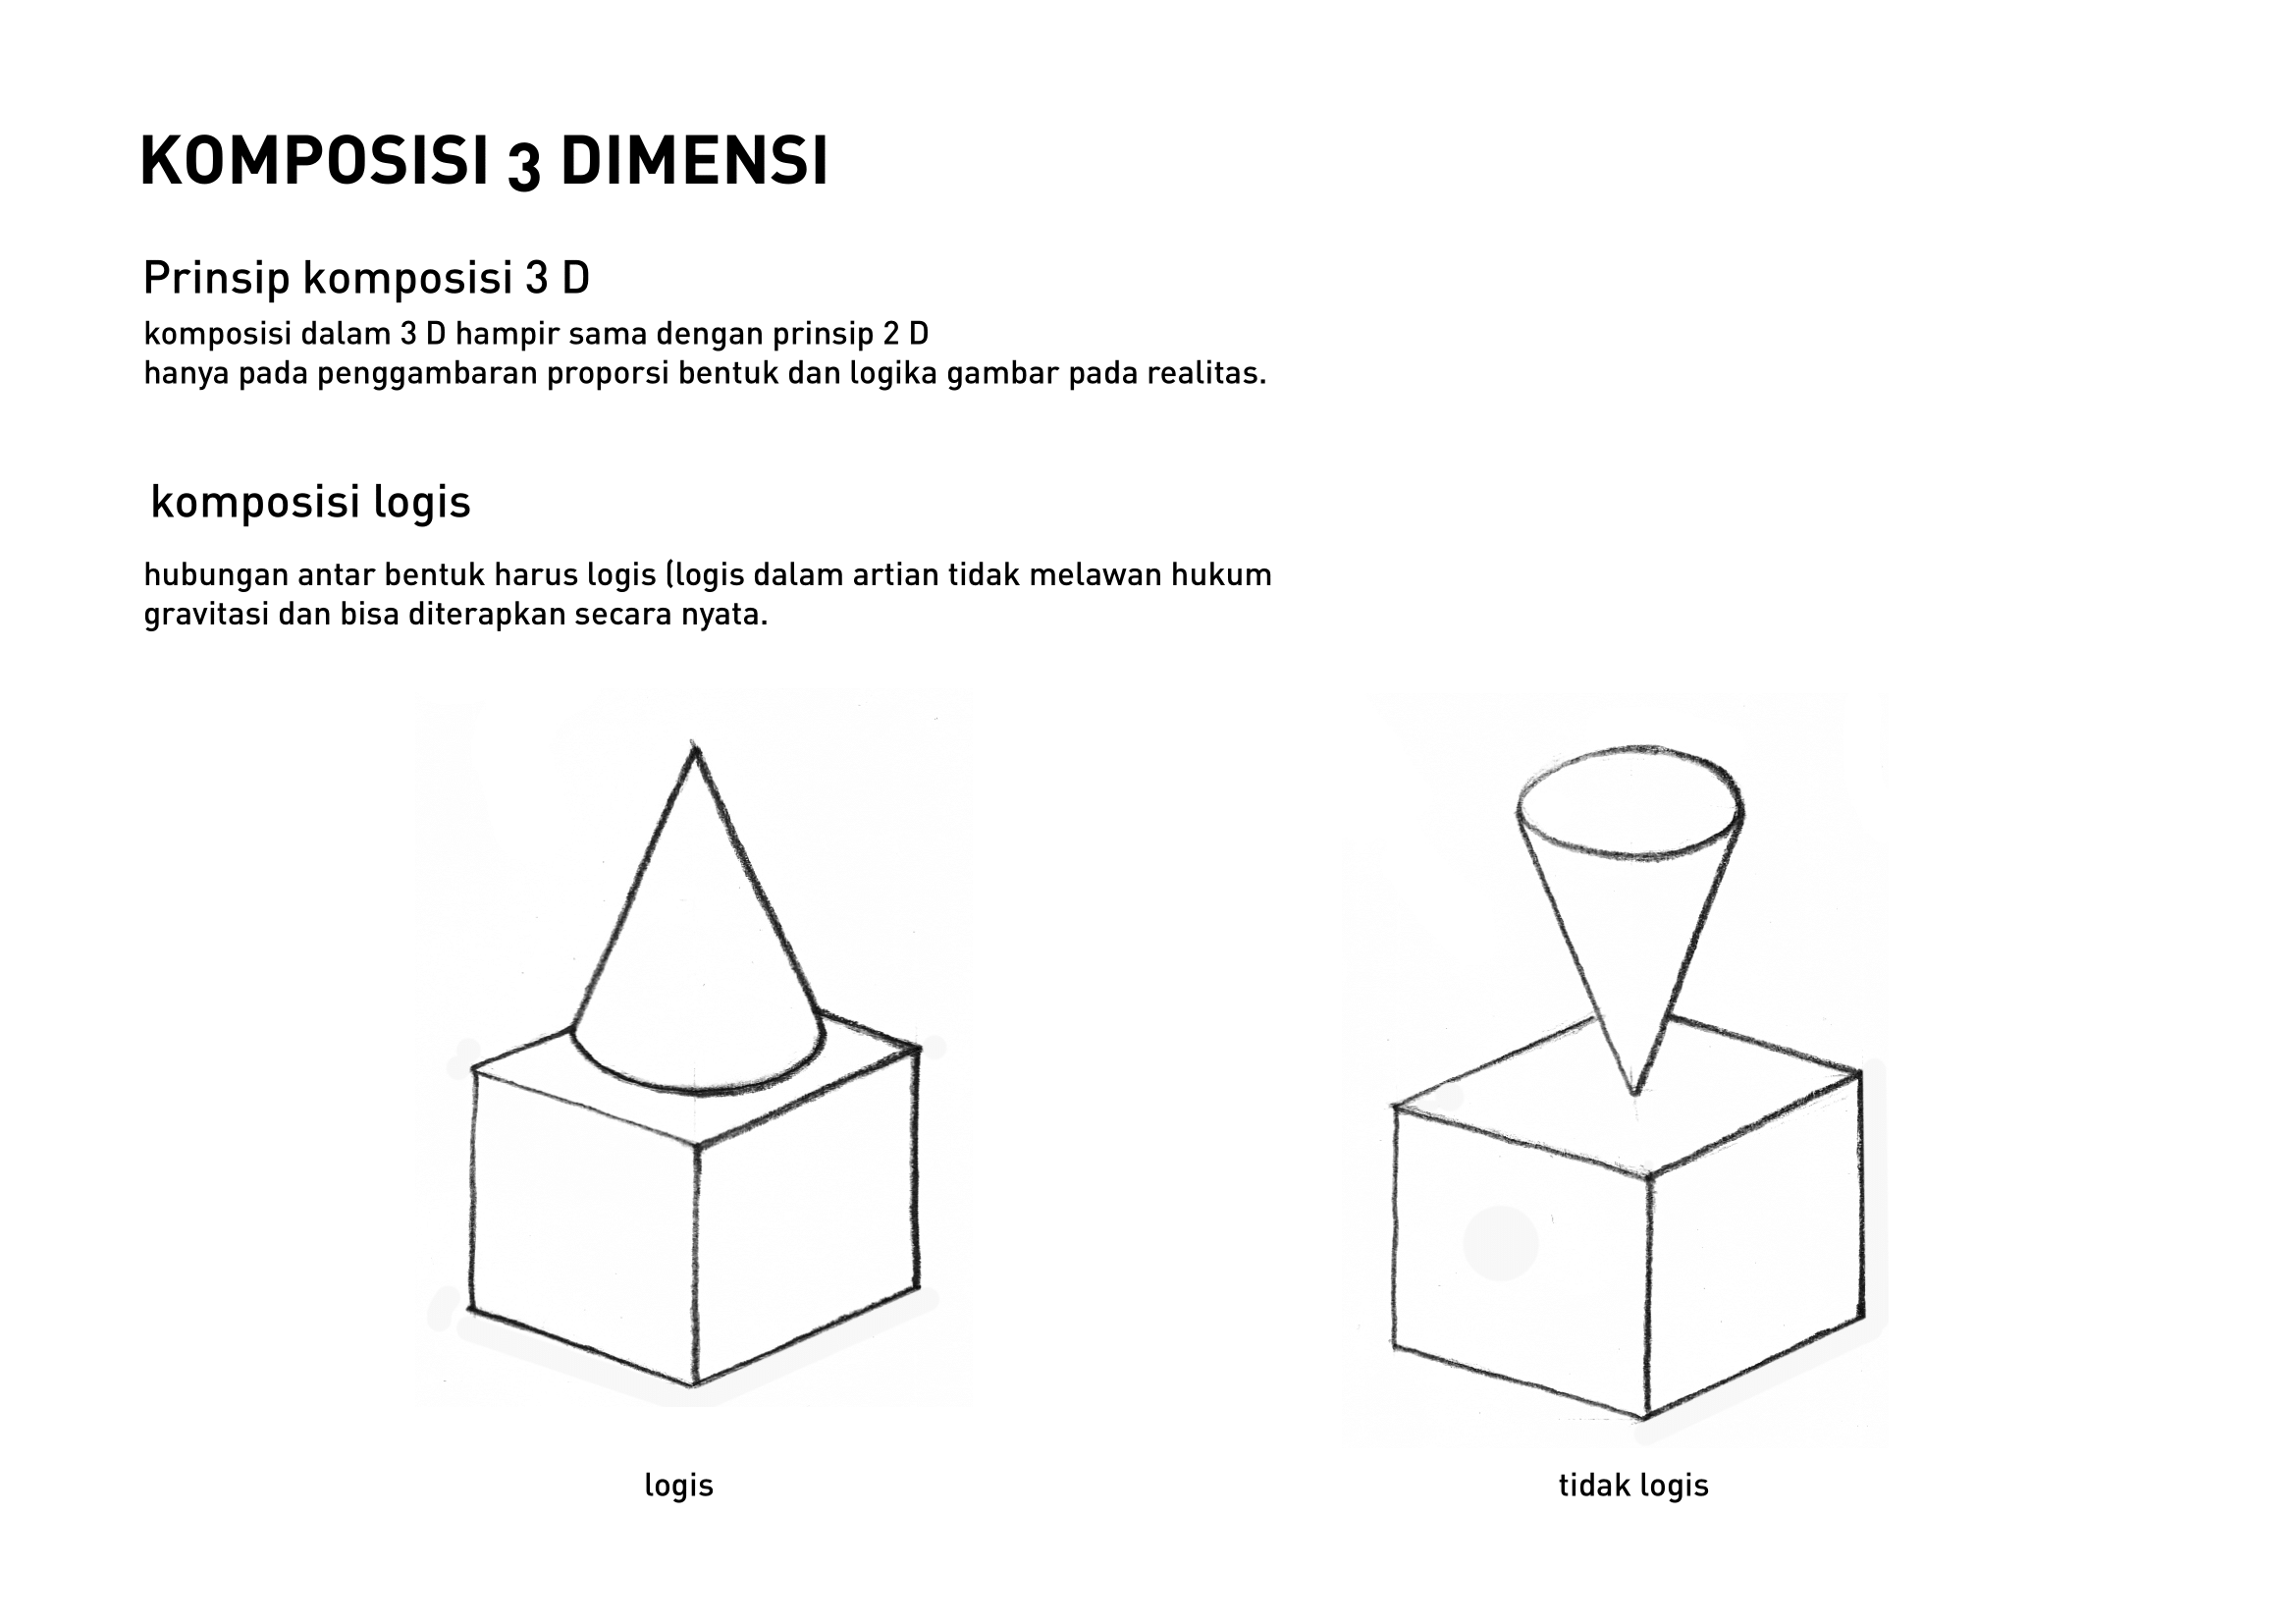 KOMPOSISI 3 DIMENSI
Prinsip komposisi 3 D
komposisi dalam 3 D hampir sama dengan prinsip 2 D
hanya pada penggambaran proporsi bentuk dan logika gambar pada realitas.
komposisi logis
hubungan antar bentuk harus logis (logis dalam artian tidak melawan hukum
gravitasi dan bisa diterapkan secara nyata.
logis
tidak logis